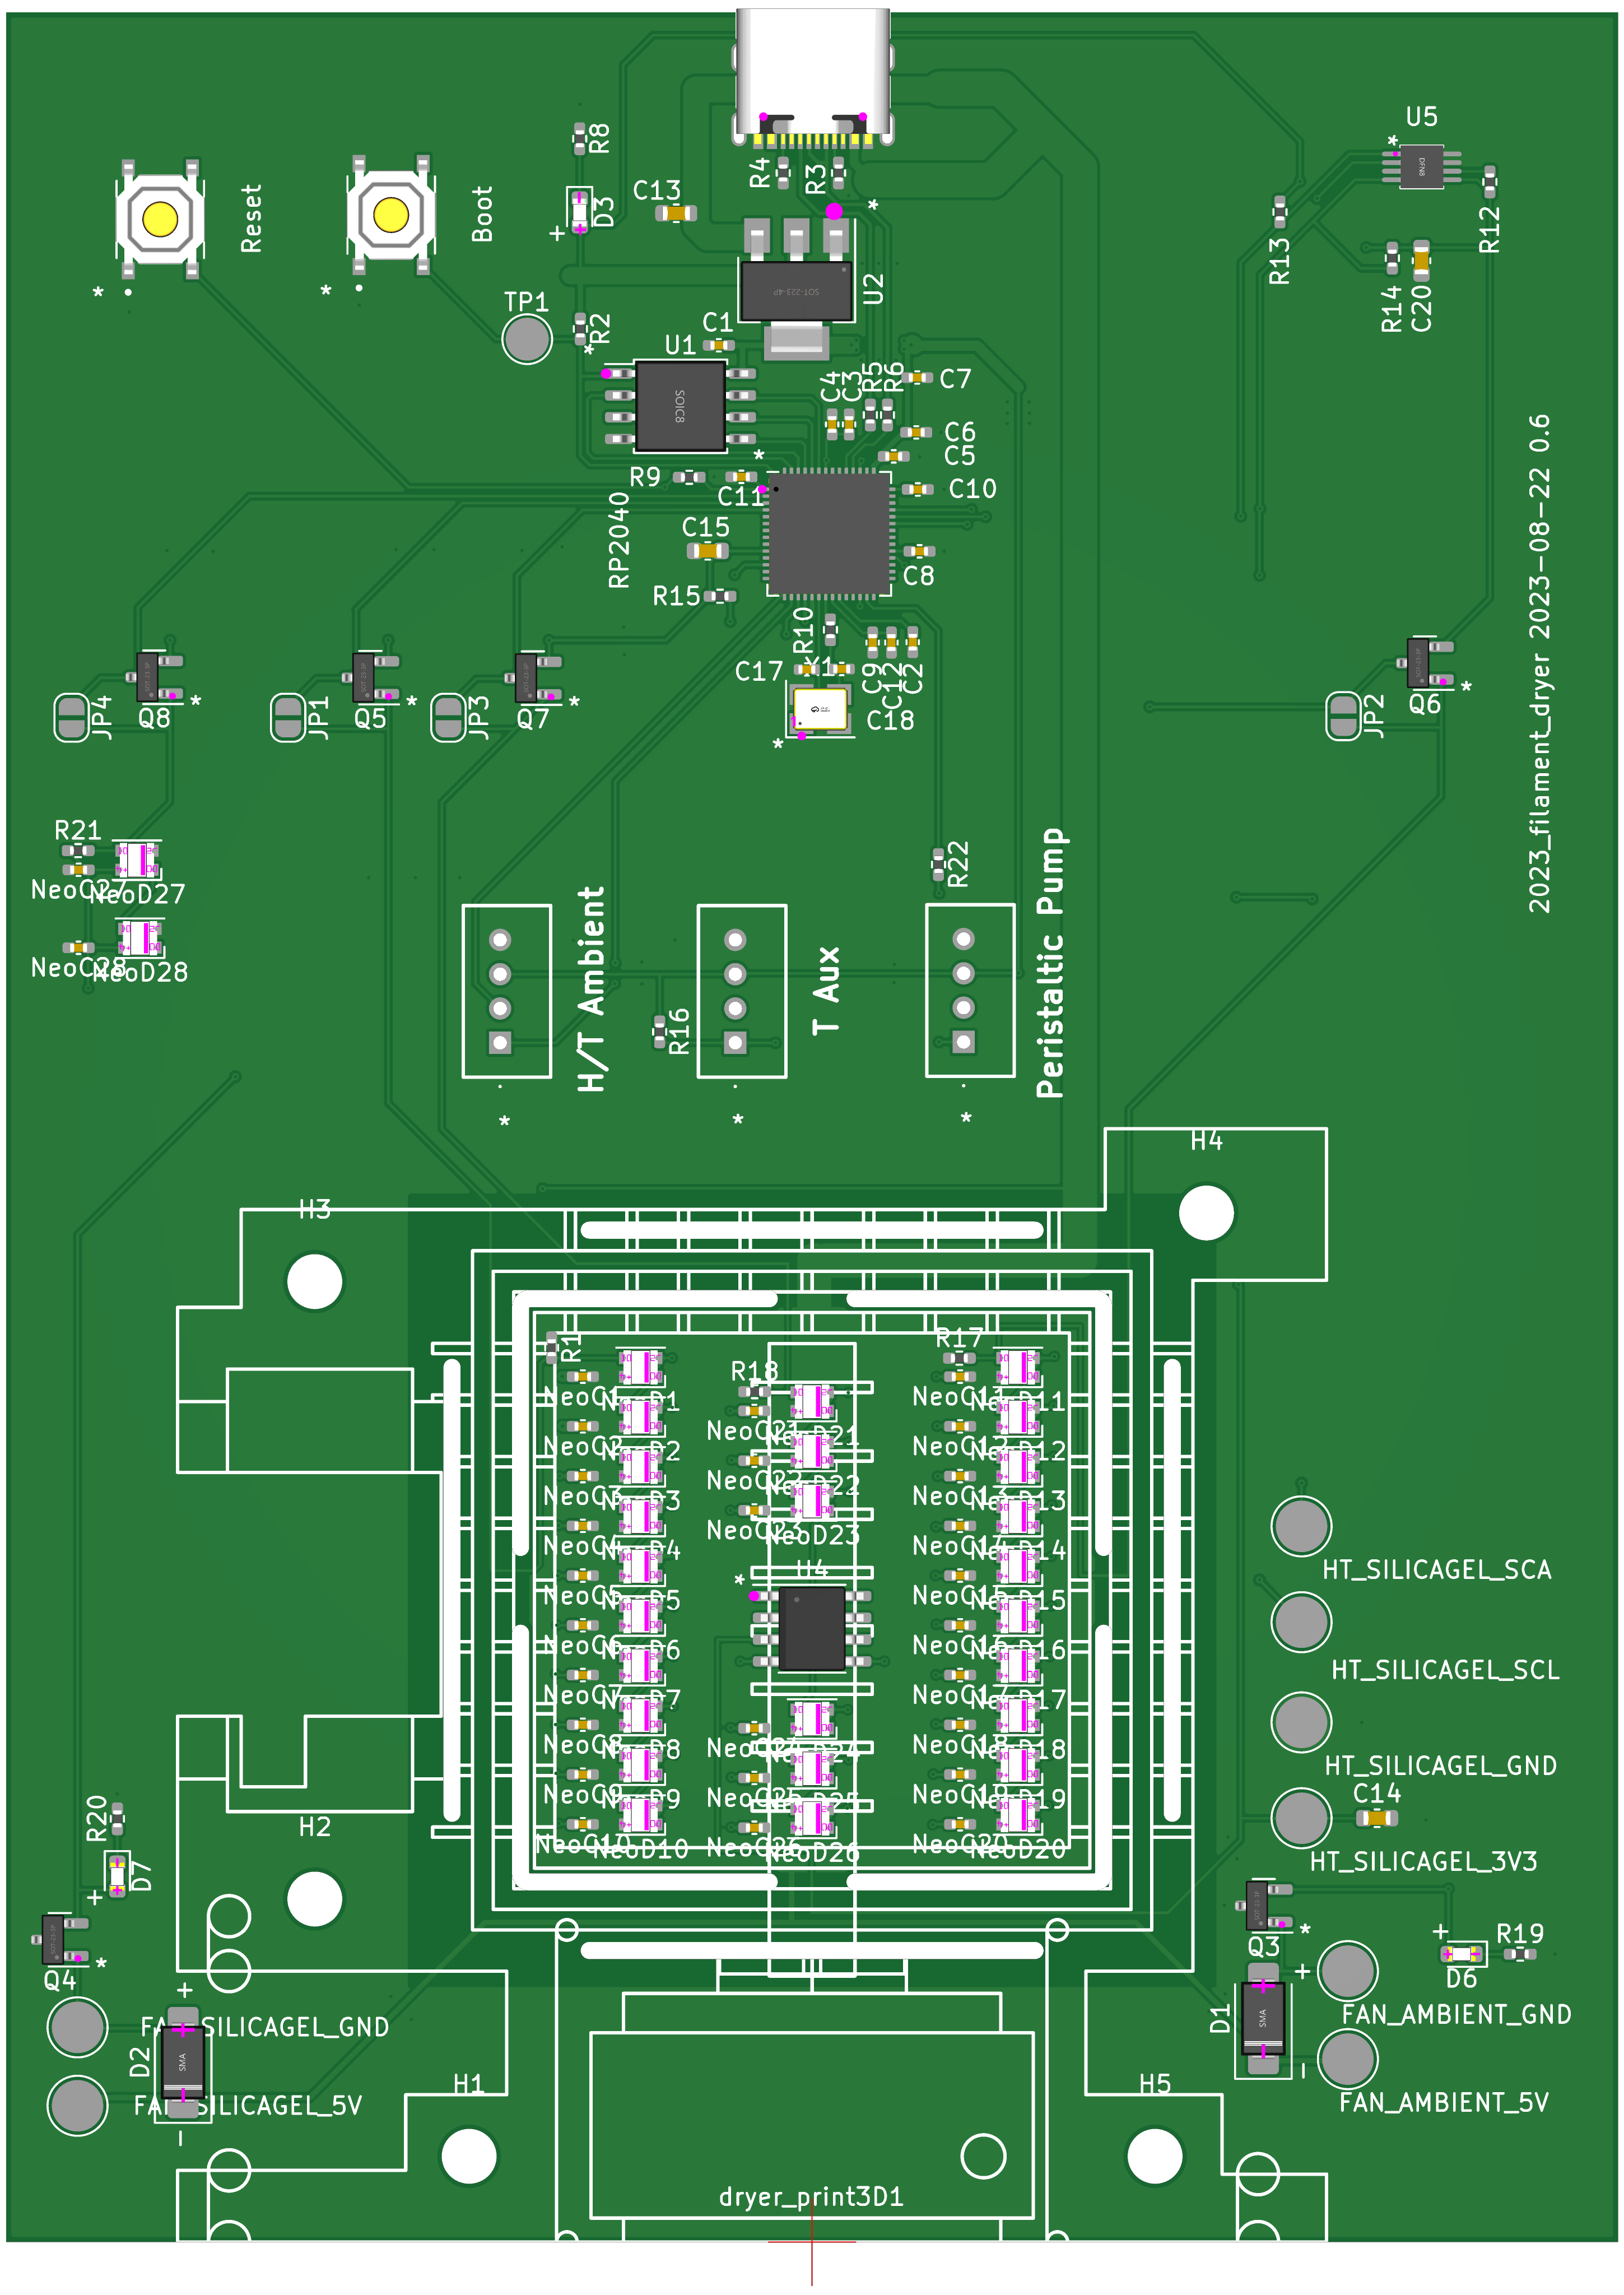 U5
R8
R4
R3
Reset
Boot
C13
D3
+
DFN8
R12
R13
R14
C20
SOT-223-4P
U2
TP1
R2
C1
U1
SOIC8
C4
C3
R5
R6
C7
C6
C5
R9
C11
C10
RP2040
C15
C8
R15
R10
C17
C9
C12
C2
C18
2023_filament_dryer 2023-08-22 0.6
JP4
Q8
JP1
Q5
JP3
Q7
JP2
Q6
R21
NeoC27
NeoD27
NeoC28
NeoD28
R22
H/T Ambient
R16
T Aux
Peristaltic Pump
H4
H3
R1
R18
R17
NeoC1
NeoD1
NeoC11
NeoD11
NeoC21
NeoD21
NeoC2
NeoD2
NeoC12
NeoD12
NeoC22
NeoD22
NeoC3
NeoD3
NeoC13
NeoD13
NeoC23
NeoD23
NeoC4
NeoD4
NeoC14
NeoD14
U4
NeoC5
NeoD5
NeoC15
NeoD15
NeoC6
NeoD6
NeoC16
NeoD16
NeoC7
NeoD7
NeoC17
NeoD17
NeoC8
NeoD8
NeoC24
NeoD24
NeoC18
NeoD18
NeoC9
NeoD9
NeoC25
NeoD25
NeoC19
NeoD19
NeoC10
NeoD10
NeoC26
NeoD26
NeoC20
NeoD20
HT_SILICAGEL_SCA
HT_SILICAGEL_SCL
HT_SILICAGEL_GND
C14
HT_SILICAGEL_3V3
H2
R20
D7
+
Q4
+
FAN_SILICAGEL_GND
D2
SMA
FAN_SILICAGEL_5V
−
Q3
+
R19
D6
+
FAN_AMBIENT_GND
D1
SMA
−
FAN_AMBIENT_5V
H1
H5
dryer_print3D1